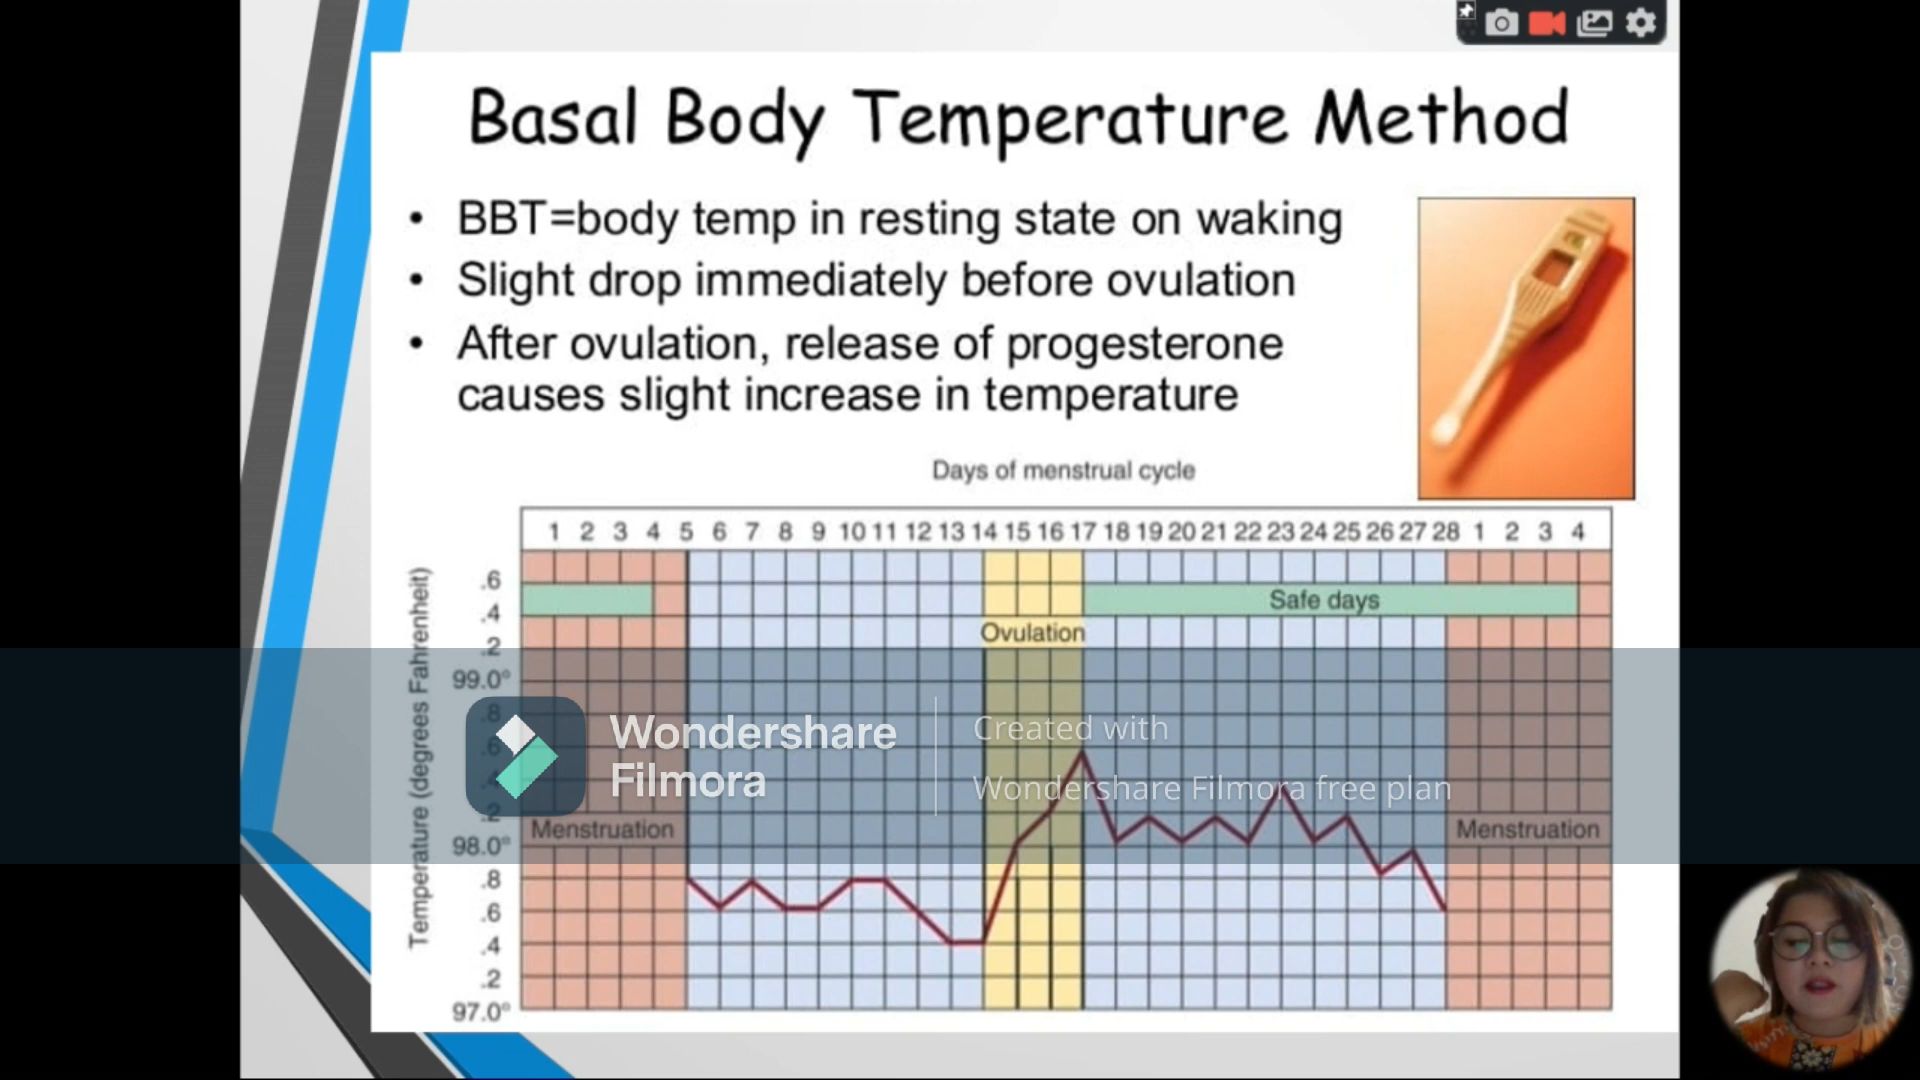 Basal Body Temperature Method
• BBT=body temp in resting state on waking
• Slight drop immediately before ovulation
• After ovulation, release of progesterone
causes slight increase in temperature
Days of menstrual cycle
1 2 3 4 5 6 7 8 9 10 11 12 13 14 15 16 17 18 19 20 21 22 23 24 25 26 27 28 1 2 3 4
Temperature (degrees Fahrenheit)
.6
Safe days
.4
Ovulation
.2
99.0°
.8
.6
.4
.2
98.0°
.8
.6
.4
.2
97.0°
Menstruation
Menstruation
Wondershare
Filmora
Created with
Wondershare Filmora free plan